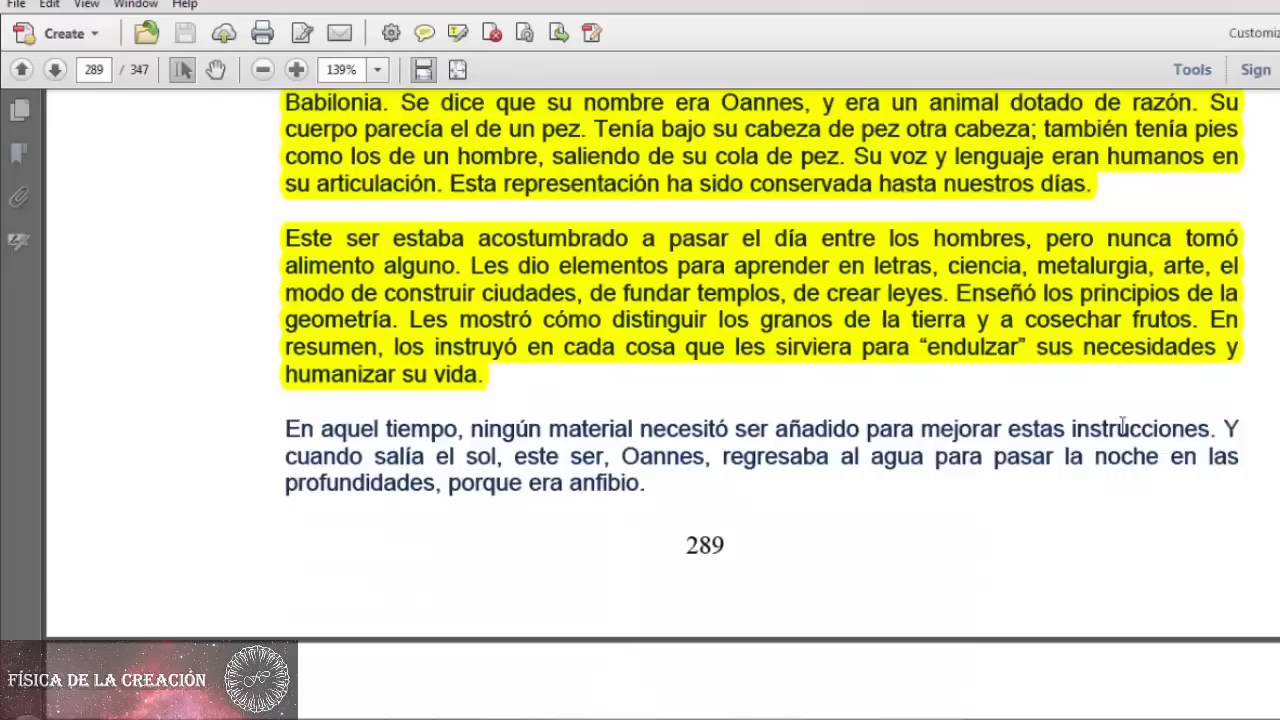 File Edit View Window Help
Create Customiz
289 / 347 139% Tools Sign
Babilonia. Se dice que su nombre era Oannes, y era un animal dotado de razón. Su
cuerpo parecía el de un pez. Tenía bajo su cabeza de pez otra cabeza; también tenía pies
como los de un hombre, saliendo de su cola de pez. Su voz y lenguaje eran humanos en
su articulación. Esta representación ha sido conservada hasta nuestros días.
Este ser estaba acostumbrado a pasar el día entre los hombres, pero nunca tomó
alimento alguno. Les dio elementos para aprender en letras, ciencia, metalurgia, arte, el
modo de construir ciudades, de fundar templos, de crear leyes. Enseñó los principios de la
geometría. Les mostró cómo distinguir los granos de la tierra y a cosechar frutos. En
resumen, los instruyó en cada cosa que les sirviera para “endulzar” sus necesidades y
humanizar su vida.
En aquel tiempo, ningún material necesitó ser añadido para mejorar estas instrucciones. Y
cuando salía el sol, este ser, Oannes, regresaba al agua para pasar la noche en las
profundidades, porque era anfibio.
289
FÍSICA DE LA CREACIÓN